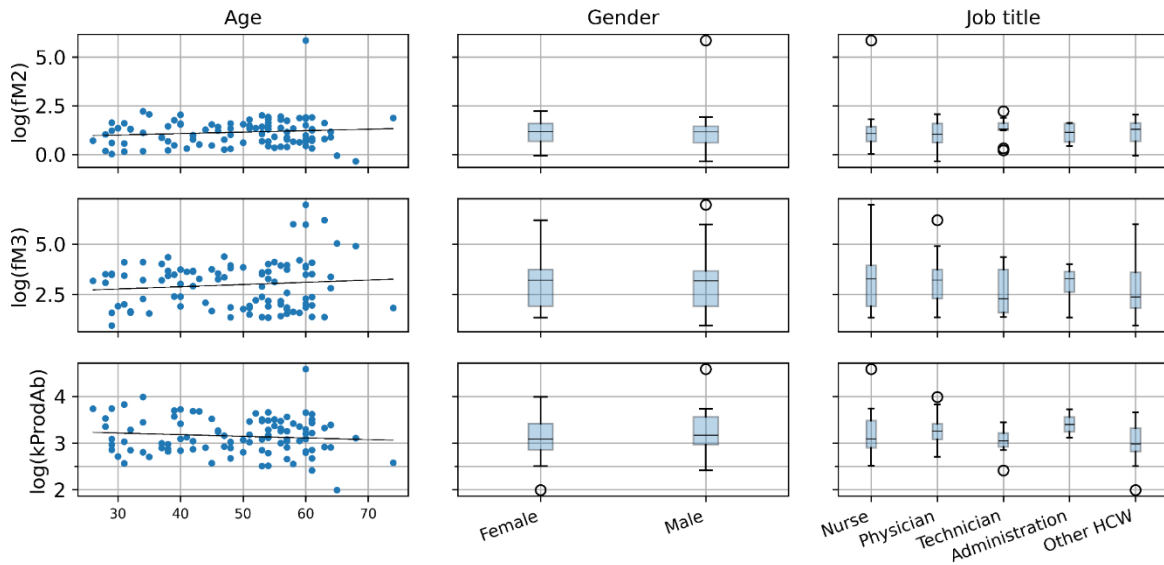 Age Gender Job title
log(fM2)
5.0
2.5
0.0
log(fM3)
5.0
2.5
log(kProdAb)
4
3
2
30 40 50 60 70
Female Male
Nurse Physician Technician Administration Other HCW